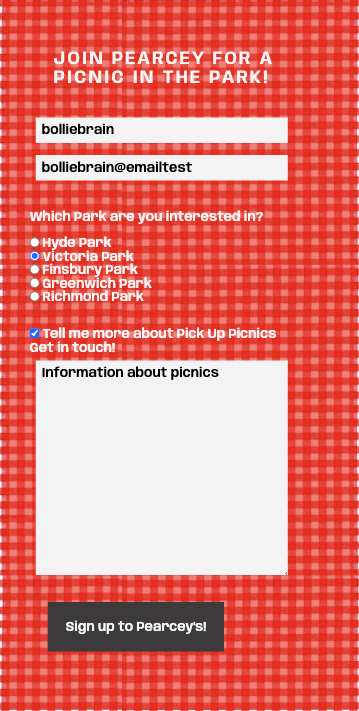 JOIN PEARCEY FOR A
PICNIC IN THE PARK!
bolliebrain
bolliebrain@emailtest
Which Park are you interested in?
Hyde Park
Victoria Park
Finsbury Park
Greenwich Park
Richmond Park
Tell me more about Pick Up Picnics
Get in touch!
Information about picnics
Sign up to Pearcey's!